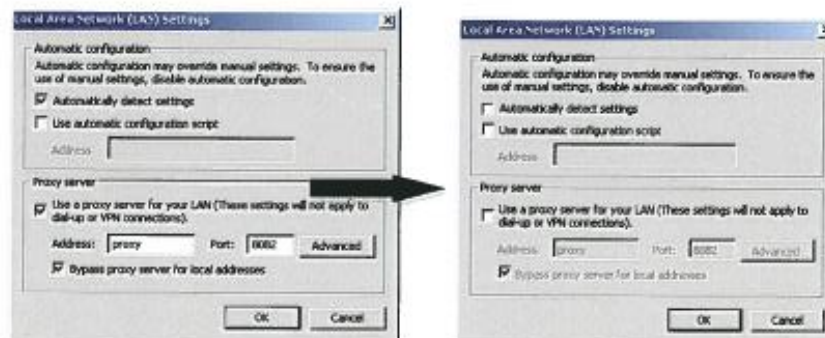 Local Area Network (LAN) Settings
Automatic configuration
Automatic configuration may override manual settings. To ensure the
use of manual settings, disable automatic configuration.
Automatically detect settings
Use automatic configuration script
Address
Proxy server
Use a proxy server for your LAN (These settings will not apply to
dial-up or VPN connections).
Address: proxy Port: 8082 Advanced
Bypass proxy server for local addresses
OK Cancel
Local Area Network (LAN) Settings
Automatic configuration
Automatic configuration may override manual settings. To ensure the
use of manual settings, disable automatic configuration.
Automatically detect settings
Use automatic configuration script
Address
Proxy server
Use a proxy server for your LAN (These settings will not apply to
dial-up or VPN connections).
Address: proxy Port: 8082 Advanced
Bypass proxy server for local addresses
OK Cancel